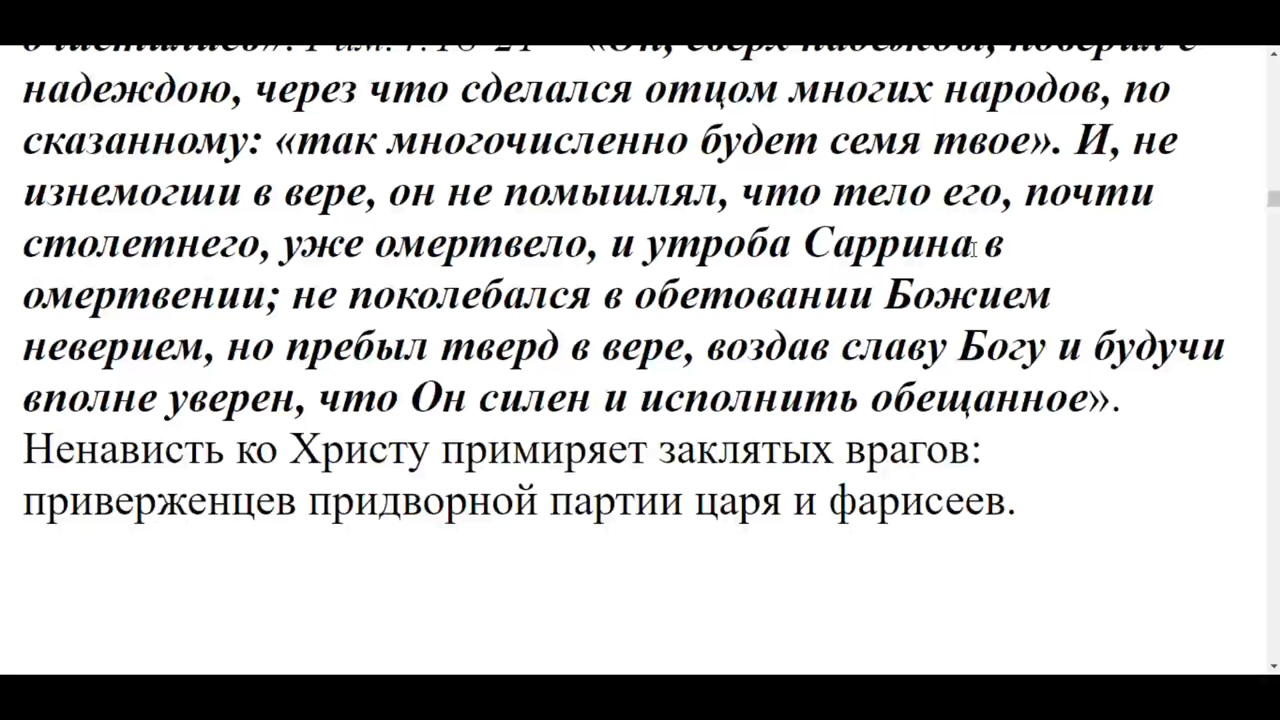 надеждою, через что сделался отцом многих народов, по
сказанному: «так многочисленно будет семя твое». И, не
изнемогши в вере, он не помышлял, что тело его, почти
столетнего, уже омертвело, и утроба Саррина в
омертвении; не поколебался в обетовании Божием
неверием, но пребыл тверд в вере, воздав славу Богу и будучи
вполне уверен, что Он силен и исполнить обещанное».
Ненависть ко Христу примиряет заклятых врагов:
приверженцев придворной партии царя и фарисеев.